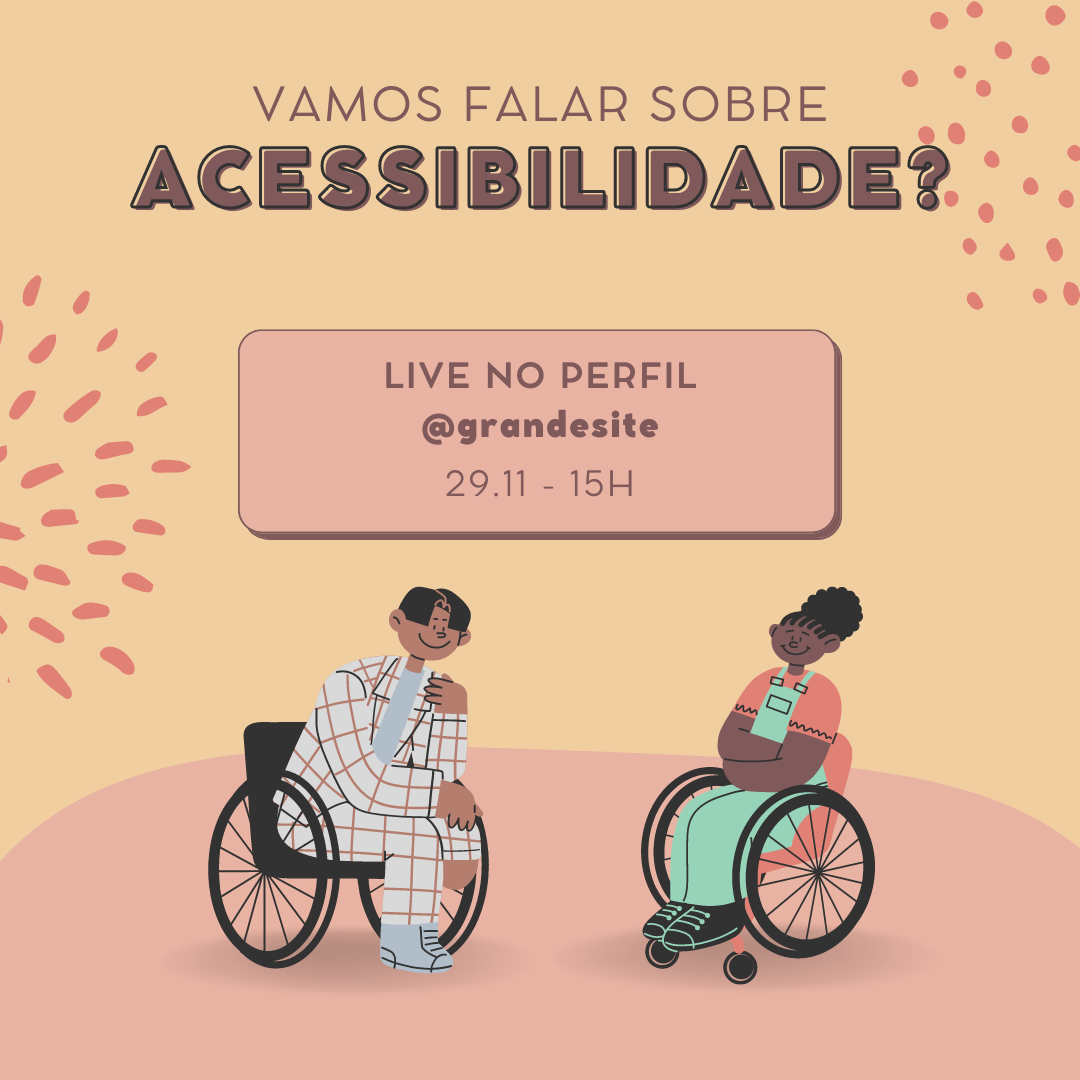 VAMOS FALAR SOBRE
ACESSIBILIDADE?
LIVE NO PERFIL
@grandesite
29.11 - 15H